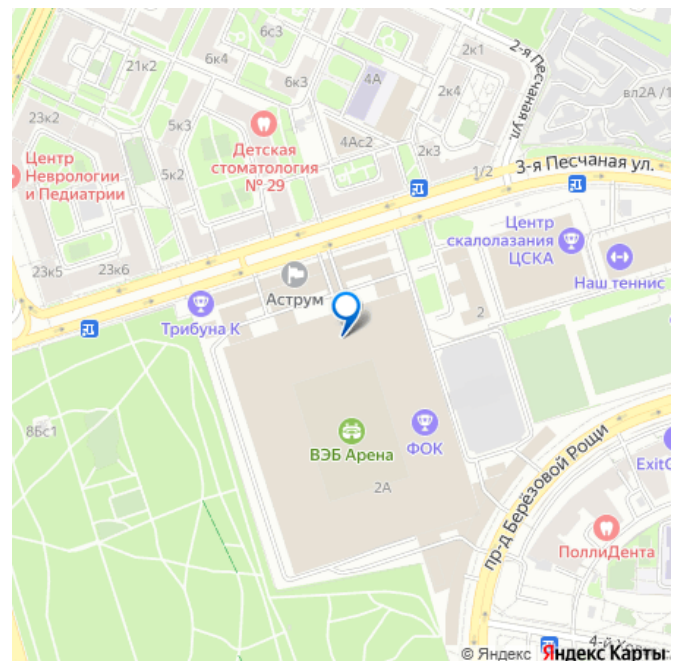 6с3
6к4
21к2
6к3
4А
2к1
2-я Песчаная ул.
вл2А /1
2к4
23к2
5к3
Детская
стоматология
№ 29
4Ас2
2к3
1/2
3-я Песчаная ул.
Центр
Неврологии
и Педиатрии
5к2
Центр
скалолазания
ЦСКА
23к5
23к6
Аструм
Наш теннис
2
Трибуна К
8Бс1
ВЭБ Арена
ФОК
2А
пр-д Берёзовой Рощи
ПоллиДента
© Яндекс Яндекс Карты